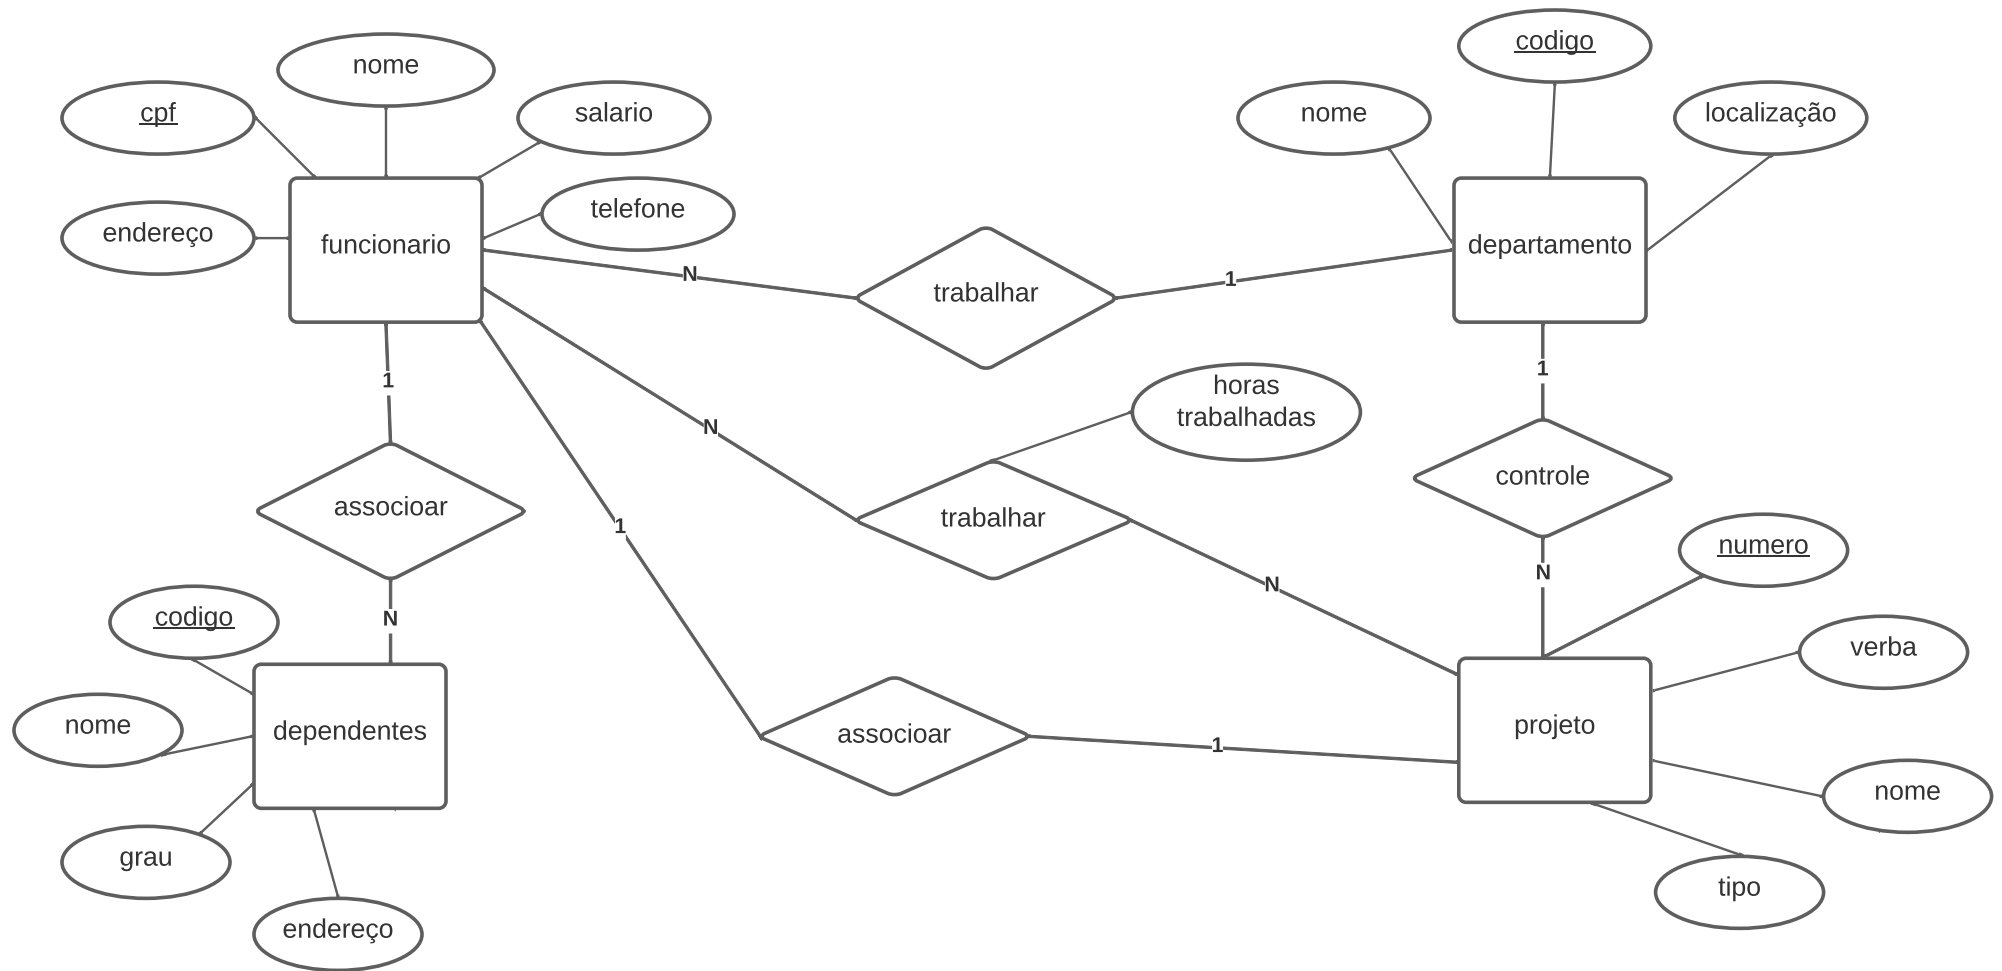 codigo
nome
cpf
salario
nome
localização
telefone
endereço
funcionario
departamento
N
1
trabalhar
1
1
horas
trabalhadas
N
controle
associoar
trabalhar
1
numero
N
N
codigo
N
verba
nome
dependentes
associoar
1
projeto
nome
grau
tipo
endereço